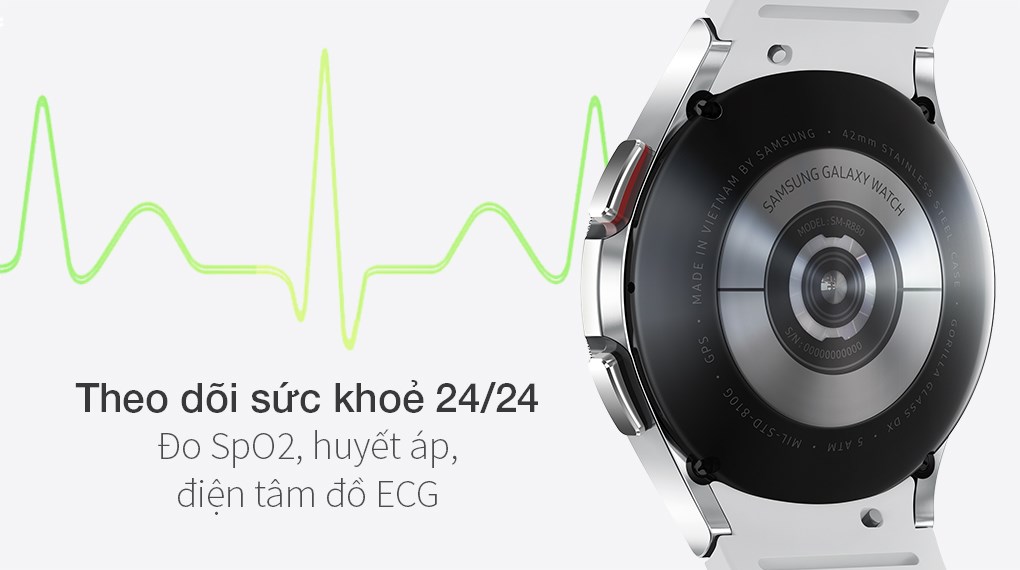 Theo dõi sức khoẻ 24/24
Đo SpO2, huyết áp,
điện tâm đồ ECG
MADE IN VIETNAM BY SAMSUNG • 42mm STAINLESS STEEL CASE • GORILLA GLASS DX • 5 ATM • MIL-STD-810G • GPS •
SAMSUNG GALAXY WATCH
MODEL: SM-R880
S/N: 00000000000